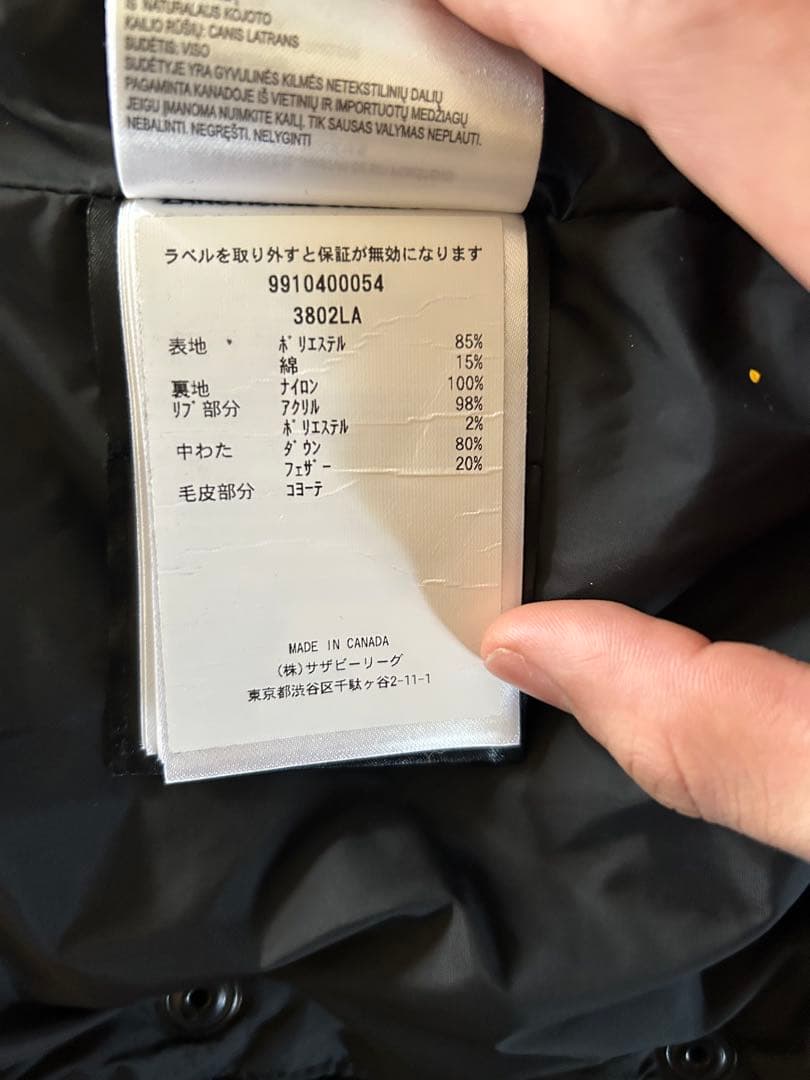 IŠ NATŪRALAUS KOJOTO
KAILIO RŪŠIŲ: CANIS LATRANS
SUDĖTIS: VISO
SUDĖTYJE YRA GYVULINĖS KILMĖS NETEKSTILINIŲ DALIŲ
PAGAMINTA KANADOJE IŠ VIETINIŲ IR IMPORTUOTŲ MEDŽIAGŲ
JEIGU ĮMANOMA NUIMKITE KAILĮ. TIK SAUSAS VALYMAS NEPLAUTI.
NEBALINTI. NEGRĘŠTI. NELYGINTI
ラベルを取り外すと保証が無効になります
9910400054
3802LA
表地 ポリエステル 85%
綿 15%
裏地 ナイロン 100%
リブ部分 アクリル 98%
ポリエステル 2%
中わた ダウン 80%
フェザー 20%
毛皮部分 コヨーテ
MADE IN CANADA
(株)サザビーリーグ
東京都渋谷区千駄ヶ谷2-11-1